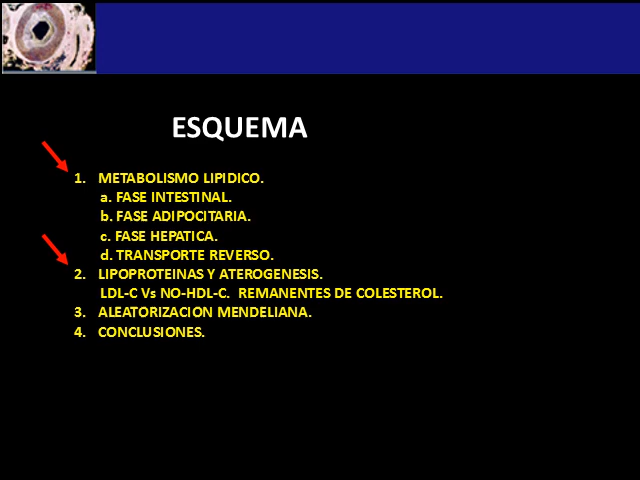 ESQUEMA
1. METABOLISMO LIPIDICO.
a. FASE INTESTINAL.
b. FASE ADIPOCITARIA.
c. FASE HEPATICA.
d. TRANSPORTE REVERSO.
2. LIPOPROTEINAS Y ATEROGENESIS.
LDL-C Vs NO-HDL-C. REMANENTES DE COLESTEROL.
3. ALEATORIZACION MENDELIANA.
4. CONCLUSIONES.